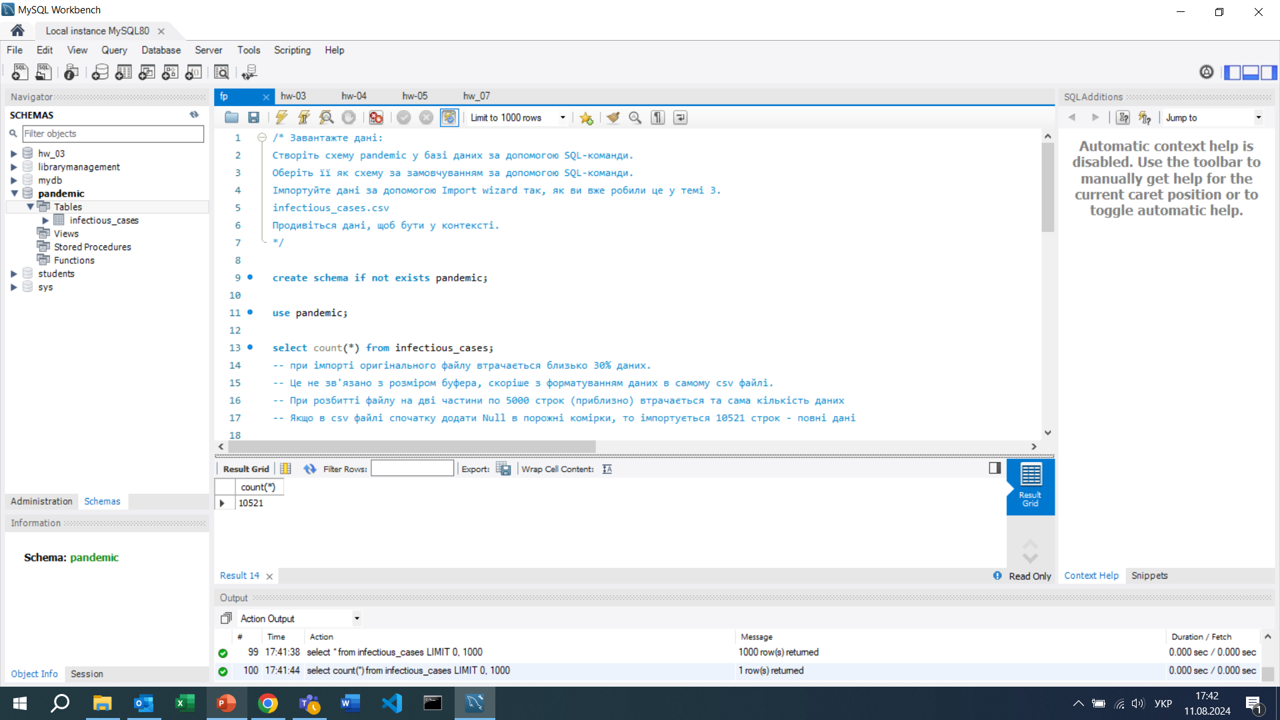 MySQL Workbench
Local instance MySQL80
File Edit View Query Database Server Tools Scripting Help
Navigator
SCHEMAS
Filter objects
hw_03
librarymanagement
mydb
pandemic
Tables
infectious_cases
Views
Stored Procedures
Functions
students
sys
Administration Schemas
Information
Schema: pandemic
Object Info Session
fp hw-03 hw-04 hw-05 hw_07
Limit to 1000 rows
1 /* Завантажте дані:
2 Створіть схему pandemic у базі даних за допомогою SQL-команди.
3 Оберіть її як схему за замовчуванням за допомогою SQL-команди.
4 Імпортуйте дані за допомогою Import wizard так, як ви вже робили це у темі 3.
5 infectious_cases.csv
6 Продивіться дані, щоб бути у контексті.
7 */
8
9 create schema if not exists pandemic;
10
11 use pandemic;
12
13 select count(*) from infectious_cases;
14 -- при імпорті оригінального файлу втрачається близько 30% даних.
15 -- Це не зв'язано з розміром буфера, скоріше з форматуванням даних в самому csv файлі.
16 -- При розбитті файлу на дві частини по 5000 строк (приблизно) втрачається та сама кількість даних
17 -- Якщо в csv файлі спочатку додати Null в порожні комірки, то імпортується 10521 строк - повні дані
18
Result Grid Filter Rows: Export: Wrap Cell Content:
count(*)
10521
Result Grid
Result 14
Read Only
Output
Action Output
# Time Action Message Duration / Fetch
99 17:41:38 select * from infectious_cases LIMIT 0, 1000 1000 row(s) returned 0.000 sec / 0.000 sec
100 17:41:44 select count(*) from infectious_cases LIMIT 0, 1000 1 row(s) returned 0.000 sec / 0.000 sec
SQLAdditions
Jump to
Automatic context help is
disabled. Use the toolbar to
manually get help for the
current caret position or to
toggle automatic help.
Context Help Snippets
УКР
17:42
11.08.2024
1